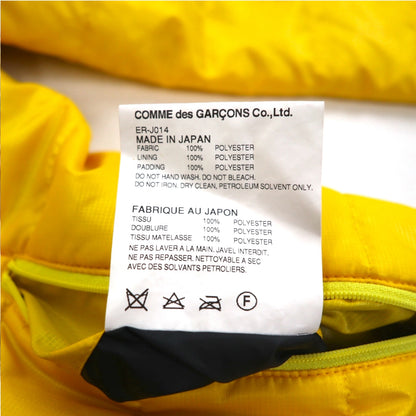 COMME des GARÇONS Co.,Ltd.
ER-J014
MADE IN JAPAN
FABRIC 100% POLYESTER
LINING 100% POLYESTER
PADDING 100% POLYESTER
DO NOT HAND WASH. DO NOT BLEACH.
DO NOT IRON. DRY CLEAN, PETROLEUM SOLVENT ONLY.
FABRIQUE AU JAPON
TISSU 100% POLYESTER
DOUBLURE 100% POLYESTER
TISSU MATELASSE 100% POLYESTER
NE PAS LAVER A LA MAIN. JAVEL INTERDIT.
NE PAS REPASSER. NETTOYABLE A SEC
AVEC DES SOLVANTS PETROLIERS.
F